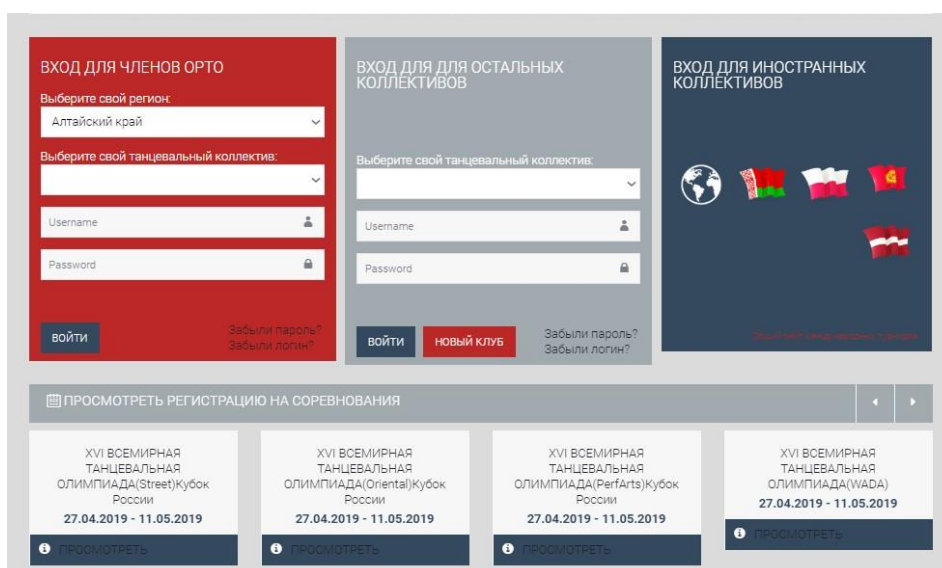 ВХОД ДЛЯ ЧЛЕНОВ ОРТО
Выберите свой регион:
Алтайский край
Выберите свой танцевальный коллектив:
Username
Password
ВОЙТИ
Забыли пароль?
Забыли логин?
ВХОД ДЛЯ ДЛЯ ОСТАЛЬНЫХ
КОЛЛЕКТИВОВ
Выберите свой танцевальный коллектив:
Username
Password
ВОЙТИ
НОВЫЙ КЛУБ
Забыли пароль?
Забыли логин?
ВХОД ДЛЯ ИНОСТРАННЫХ
КОЛЛЕКТИВОВ
ПРОСМОТРЕТЬ РЕГИСТРАЦИЮ НА СОРЕВНОВАНИЯ
XVI ВСЕМИРНАЯ
ТАНЦЕВАЛЬНАЯ
ОЛИМПИАДА(Street)Кубок
России
27.04.2019 - 11.05.2019
ПРОСМОТРЕТЬ
XVI ВСЕМИРНАЯ
ТАНЦЕВАЛЬНАЯ
ОЛИМПИАДА(Oriental)Кубок
России
27.04.2019 - 11.05.2019
ПРОСМОТРЕТЬ
XVI ВСЕМИРНАЯ
ТАНЦЕВАЛЬНАЯ
ОЛИМПИАДА(PerfArts)Кубок
России
27.04.2019 - 11.05.2019
ПРОСМОТРЕТЬ
XVI ВСЕМИРНАЯ
ТАНЦЕВАЛЬНАЯ
ОЛИМПИАДА(WADA)
27.04.2019 - 11.05.2019
ПРОСМОТРЕТЬ